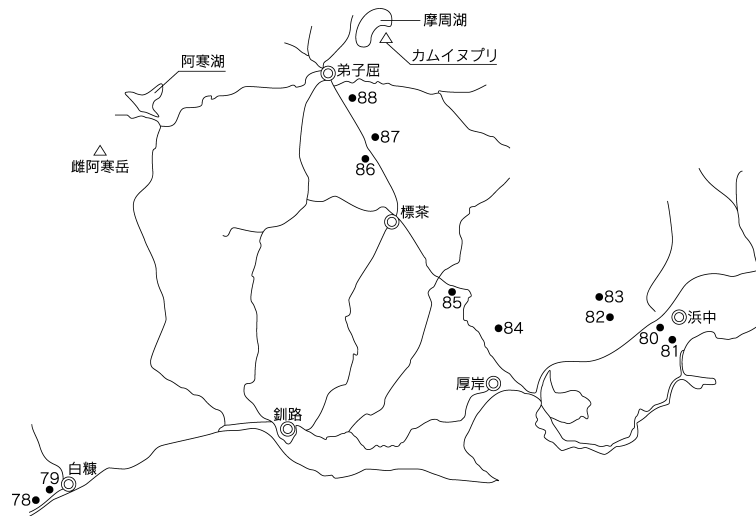 摩周湖
カムイヌプリ
阿寒湖
弟子屈
88
87
86
雌阿寒岳
標茶
83
82
85
84
浜中
80
81
厚岸
釧路
白糠
79
78